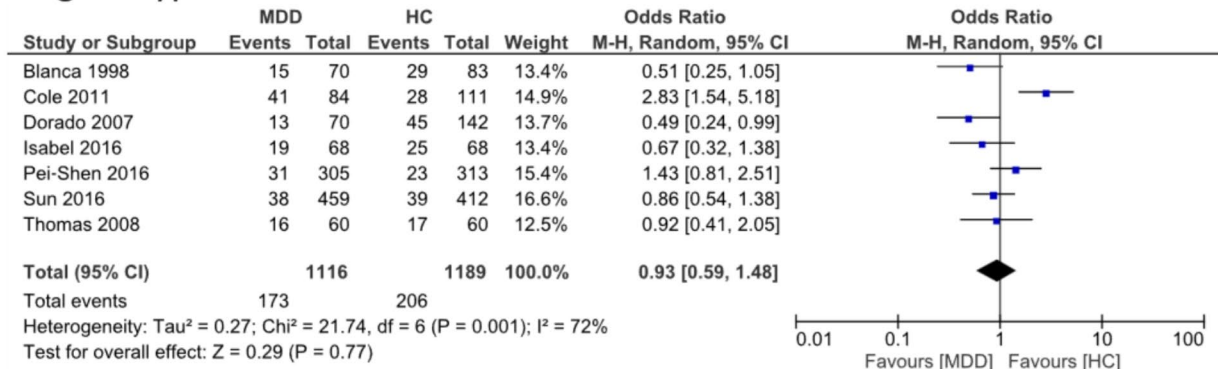 MDD HC Odds Ratio Odds Ratio
Study or Subgroup Events Total Events Total Weight M-H, Random, 95% CI M-H, Random, 95% CI
Blanca 1998 15 70 29 83 13.4% 0.51 [0.25, 1.05]
Cole 2011 41 84 28 111 14.9% 2.83 [1.54, 5.18]
Dorado 2007 13 70 45 142 13.7% 0.49 [0.24, 0.99]
Isabel 2016 19 68 25 68 13.4% 0.67 [0.32, 1.38]
Pei-Shen 2016 31 305 23 313 15.4% 1.43 [0.81, 2.51]
Sun 2016 38 459 39 412 16.6% 0.86 [0.54, 1.38]
Thomas 2008 16 60 17 60 12.5% 0.92 [0.41, 2.05]
Total (95% CI) 1116 1189 100.0% 0.93 [0.59, 1.48]
Total events 173 206
Heterogeneity: Tau² = 0.27; Chi² = 21.74, df = 6 (P = 0.001); I² = 72%
Test for overall effect: Z = 0.29 (P = 0.77)
0.01 0.1 1 10 100
Favours [MDD] Favours [HC]